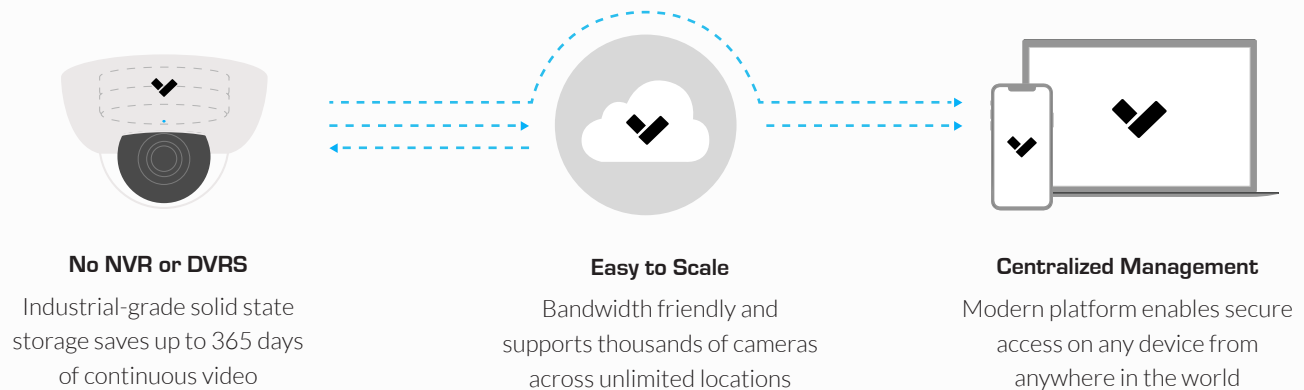 No NVR or DVRS
Industrial-grade solid state
storage saves up to 365 days
of continuous video
Easy to Scale
Bandwidth friendly and
supports thousands of cameras
across unlimited locations
Centralized Management
Modern platform enables secure
access on any device from
anywhere in the world